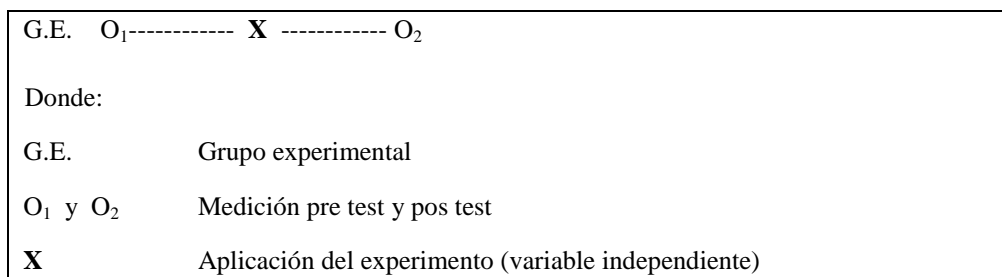 G.E. O₁------------ X ------------ O₂
Donde:
G.E. Grupo experimental
O₁ y O₂ Medición pre test y pos test
X Aplicación del experimento (variable independiente)